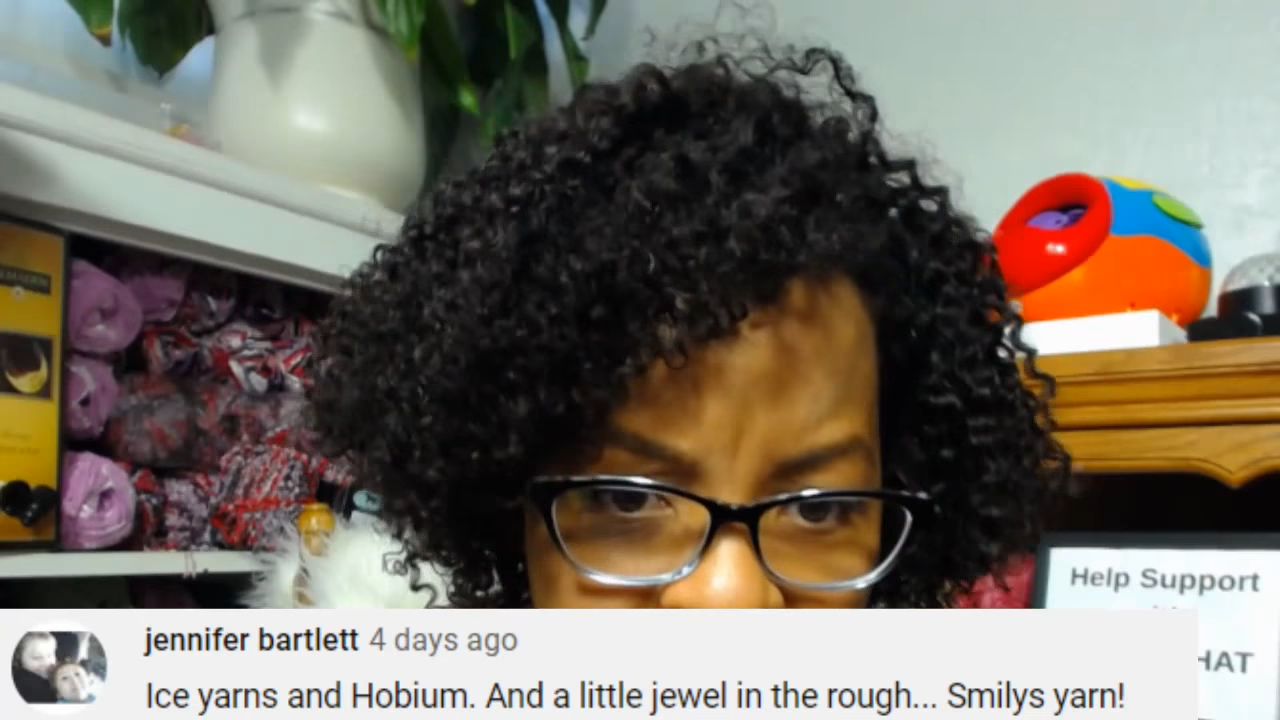 Help Support
HAT
jennifer bartlett 4 days ago
Ice yarns and Hobium. And a little jewel in the rough... Smilys yarn!